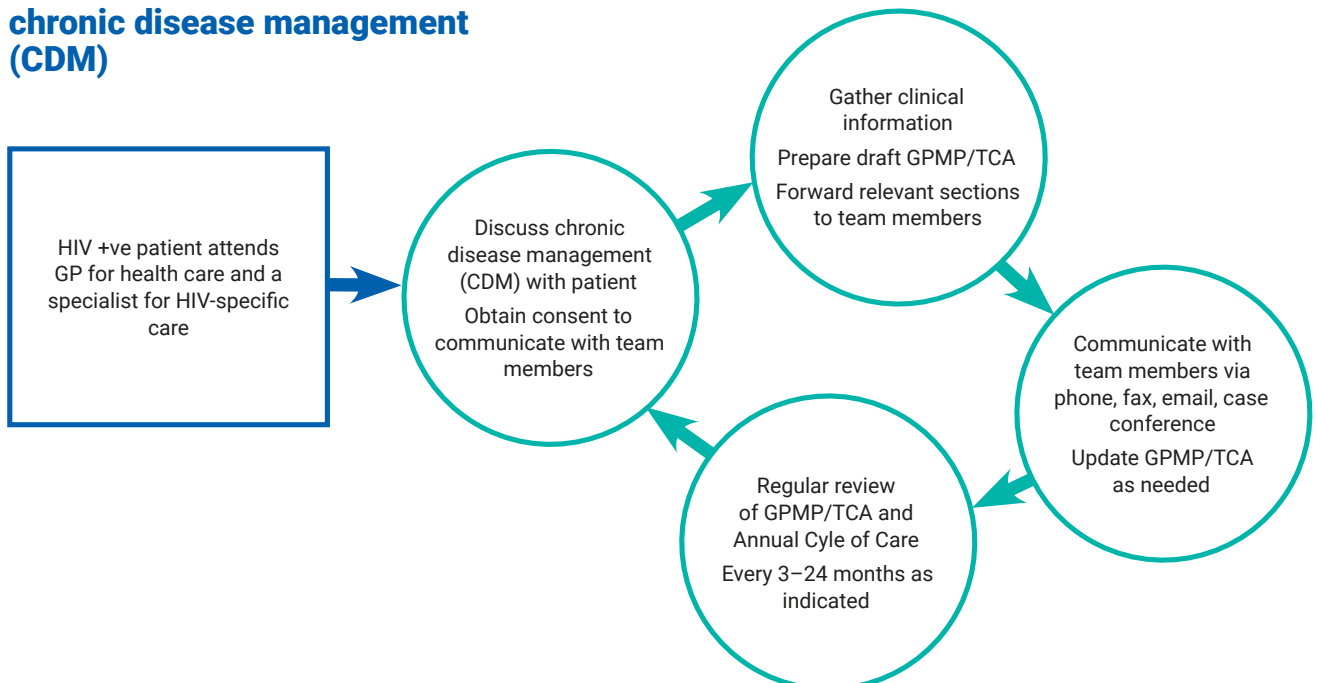 chronic disease management
(CDM)
HIV +ve patient attends
GP for health care and a
specialist for HIV-specific
care
Discuss chronic
disease management
(CDM) with patient
Obtain consent to
communicate with team
members
Gather clinical
information
Prepare draft GPMP/TCA
Forward relevant sections
to team members
Communicate with
team members via
phone, fax, email, case
conference
Update GPMP/TCA
as needed
Regular review
of GPMP/TCA and
Annual Cyle of Care
Every 3–24 months as
indicated